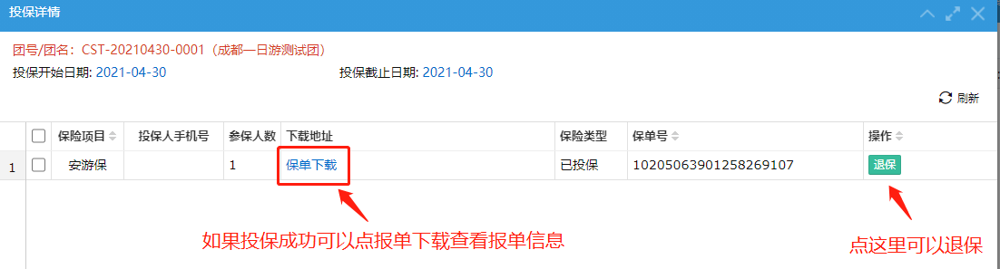 投保详情
团号/团名：CST-20210430-0001（成都一日游测试团）
投保开始日期: 2021-04-30 投保截止日期: 2021-04-30
刷新
保险项目 投保人手机号 参保人数 下载地址 保险类型 保单号 操作
1 安游保 1 保单下载 已投保 10205063901258269107 退保
如果投保成功可以点报单下载查看报单信息
点这里可以退保